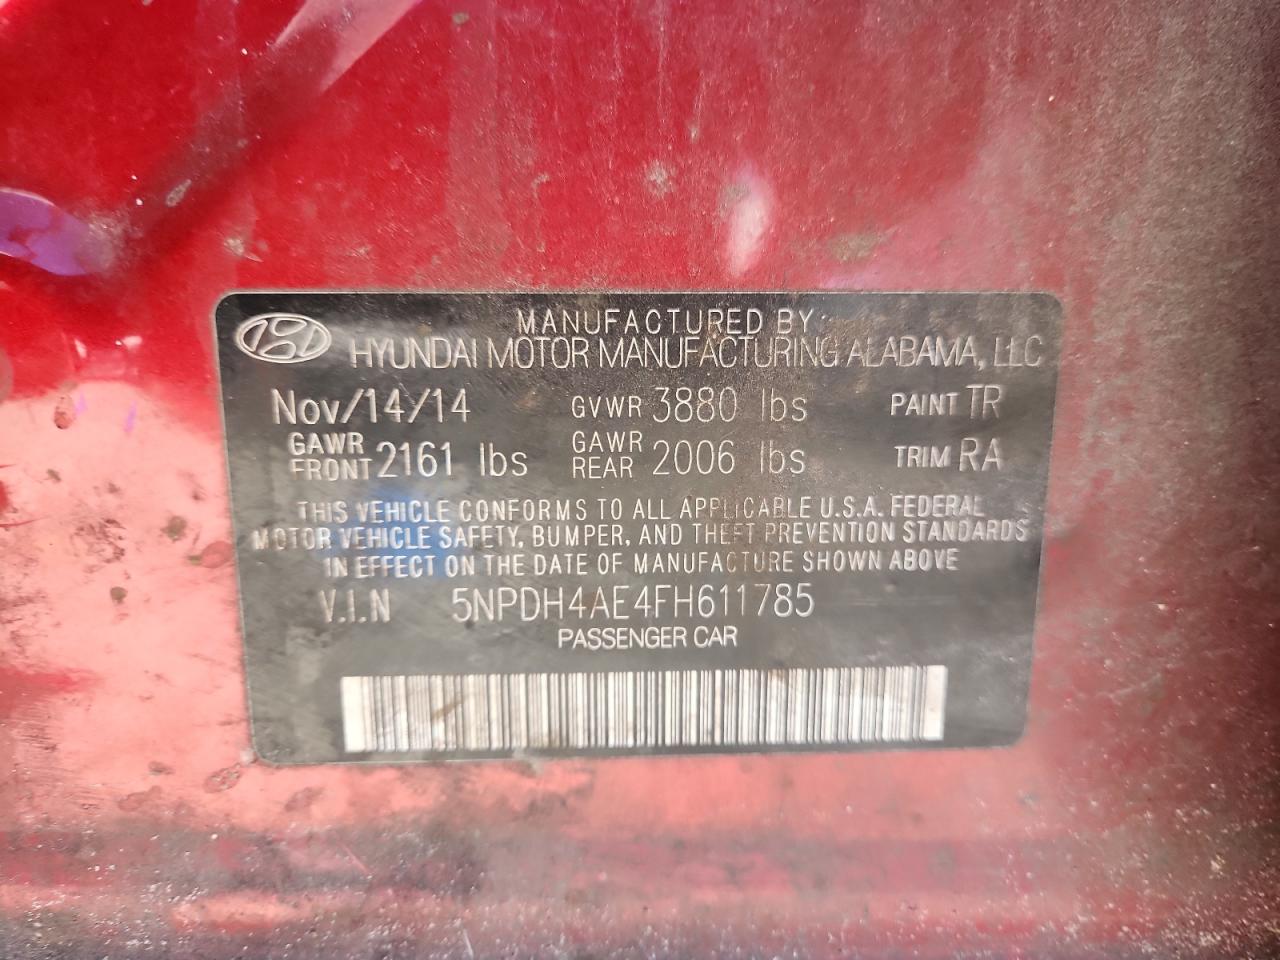 MANUFACTURED BY:
HYUNDAI MOTOR MANUFACTURING ALABAMA, LLC
Nov/14/14 GVWR 3880 lbs PAINT TR
GAWR FRONT 2161 lbs GAWR REAR 2006 lbs TRIM RA
THIS VEHICLE CONFORMS TO ALL APPLICABLE U.S.A. FEDERAL
MOTOR VEHICLE SAFETY, BUMPER, AND THEFT PREVENTION STANDARDS
IN EFFECT ON THE DATE OF MANUFACTURE SHOWN ABOVE
V.I.N 5NPDH4AE4FH611785
PASSENGER CAR